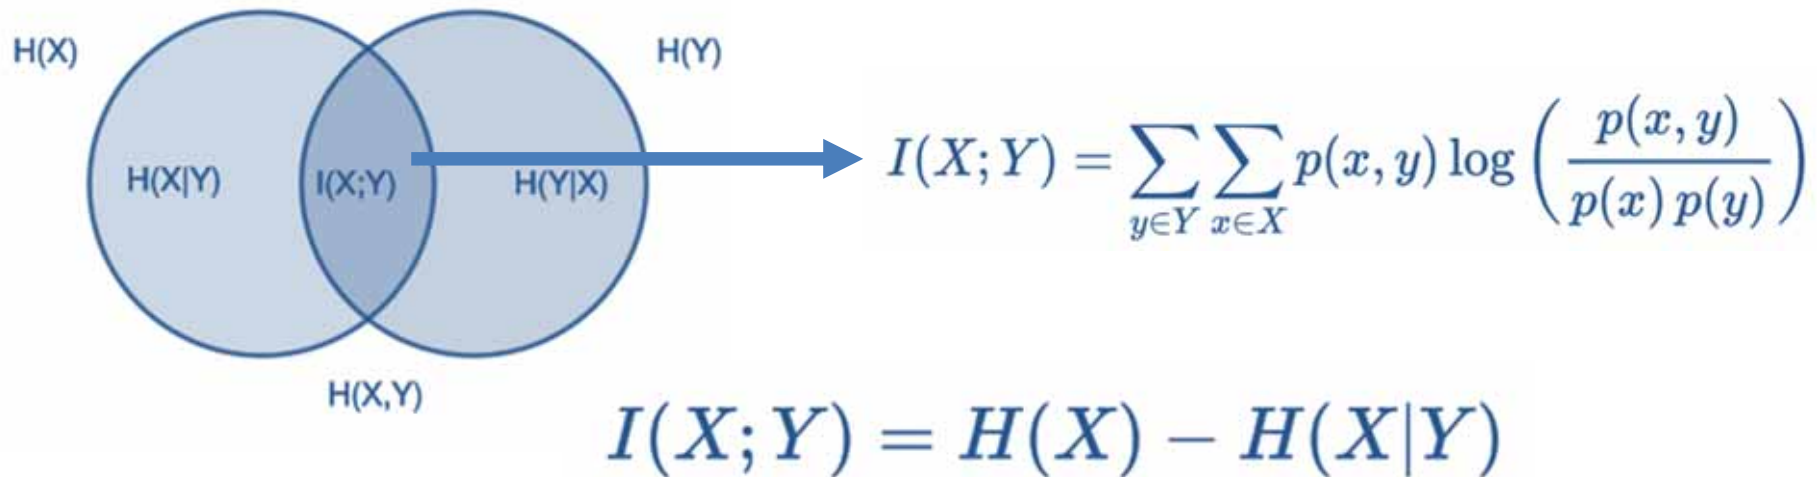 H(X)
H(Y)
H(X|Y)
I(X;Y)
H(Y|X)
H(X,Y)
I(X;Y) = ∑_{y∈Y} ∑_{x∈X} p(x,y) log ( p(x,y) / p(x) p(y) )
I(X;Y) = H(X) − H(X|Y)